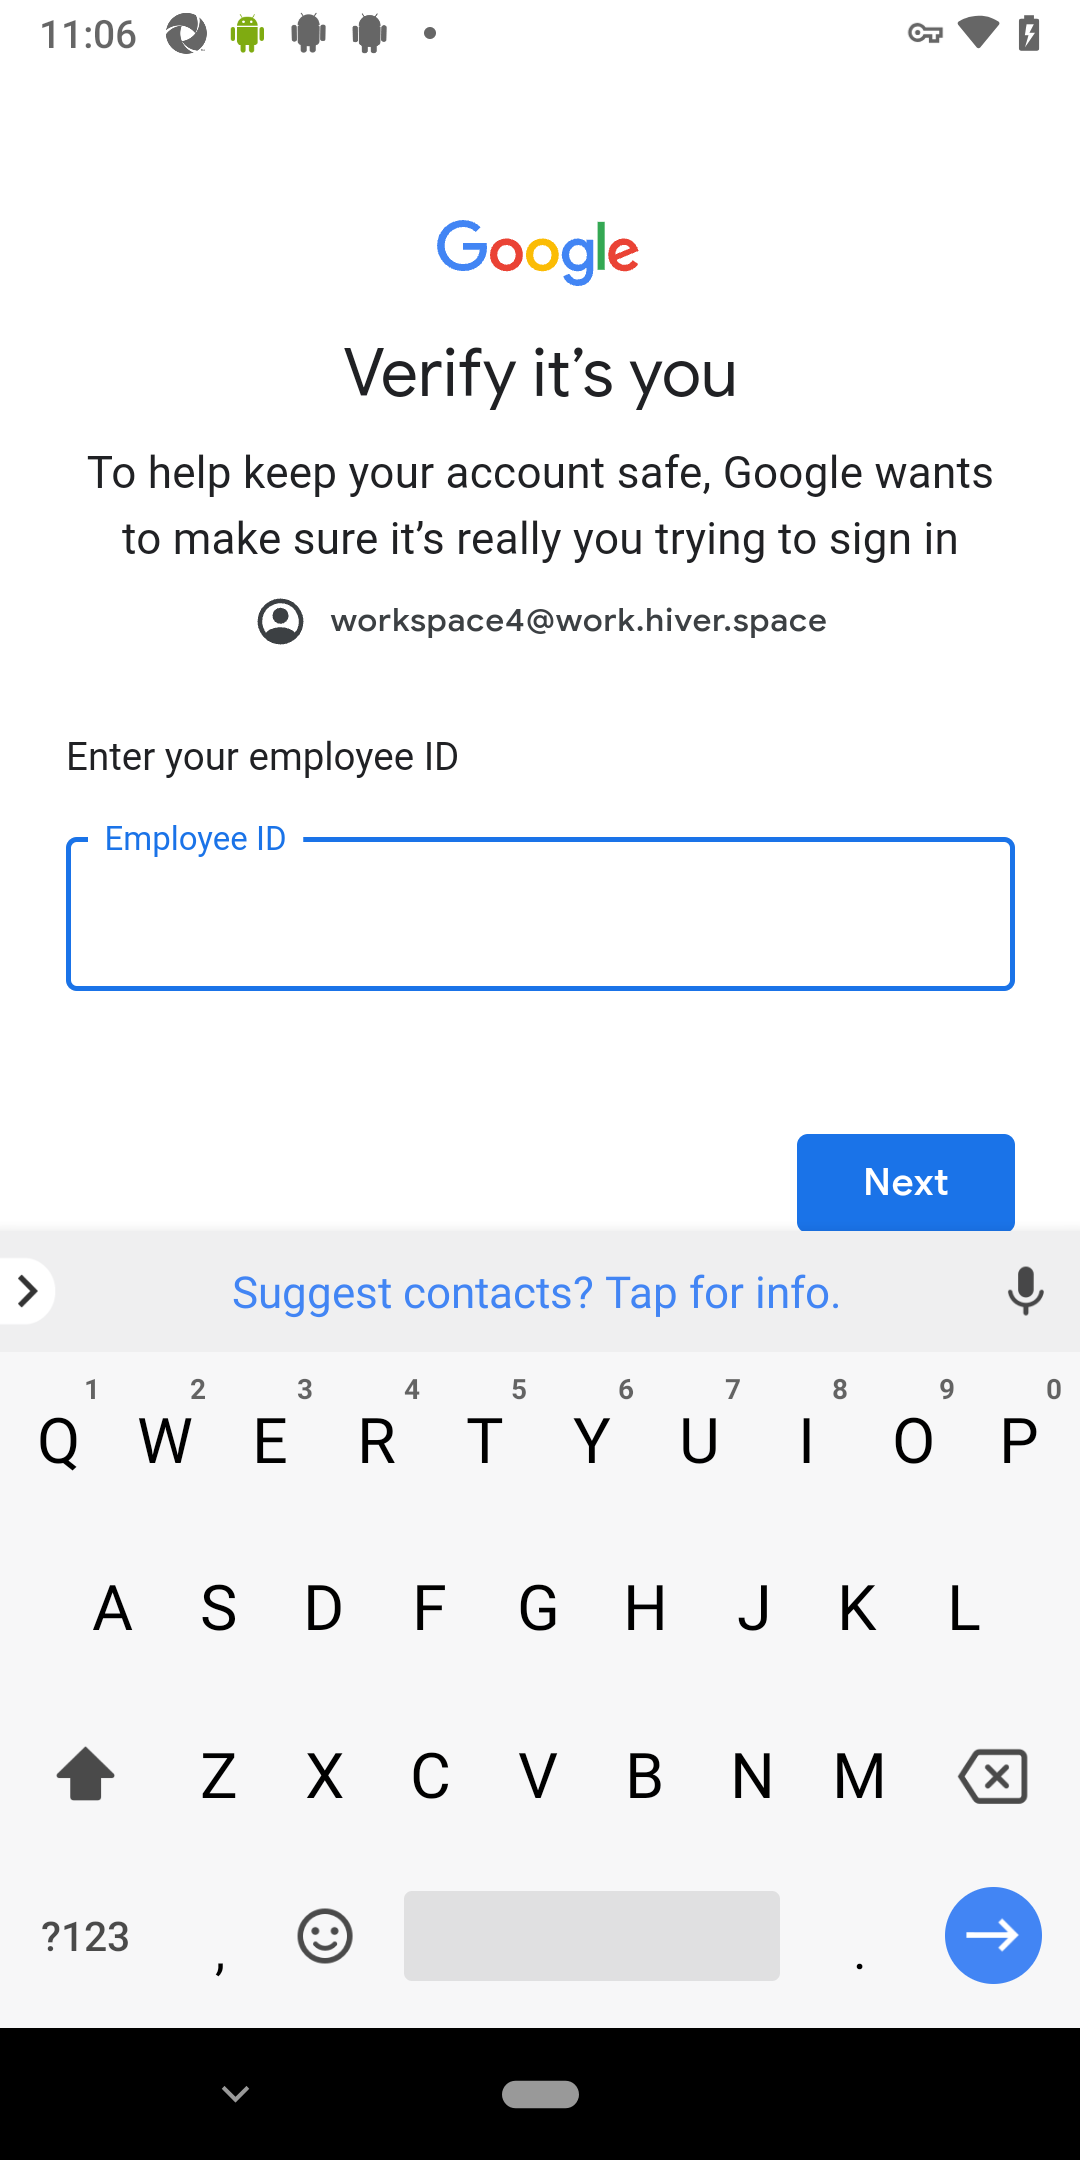 11:06
Google
Verify it’s you
To help keep your account safe, Google wants
to make sure it’s really you trying to sign in
workspace4@work.hiver.space
Enter your employee ID
Employee ID
Next
Suggest contacts? Tap for info.
1 2 3 4 5 6 7 8 9 0
Q W E R T Y U I O P
A S D F G H J K L
Z X C V B N M
?123 , .